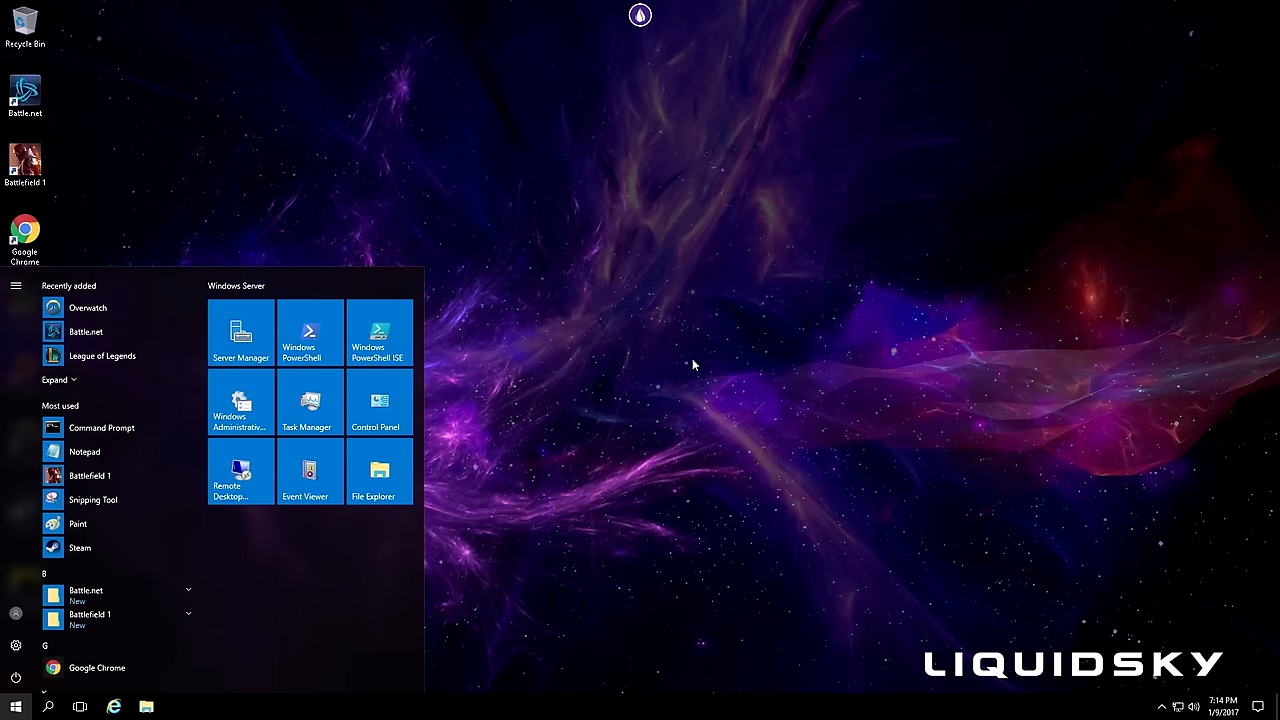 Recycle Bin
Battle.net
Battlefield 1
Google
Chrome
Recently added
Overwatch
Battle.net
League of Legends
Expand
Most used
Command Prompt
Notepad
Battlefield 1
Snipping Tool
Paint
Steam
B
Battle.net
New
Battlefield 1
New
G
Google Chrome
Windows Server
Server Manager
Windows
PowerShell
Windows
PowerShell ISE
Windows
Administrativ...
Task Manager
Control Panel
Remote
Desktop...
Event Viewer
File Explorer
LIQUIDSKY
7:14 PM
1/9/2017